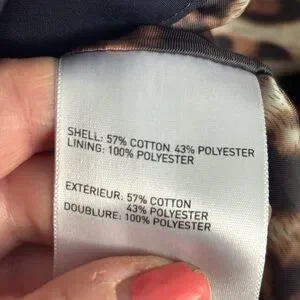 SHELL: 57% COTTON 43% POLYESTER
LINING: 100% POLYESTER
EXTÉRIEUR: 57% COTTON
43% POLYESTER
DOUBLURE: 100% POLYESTER